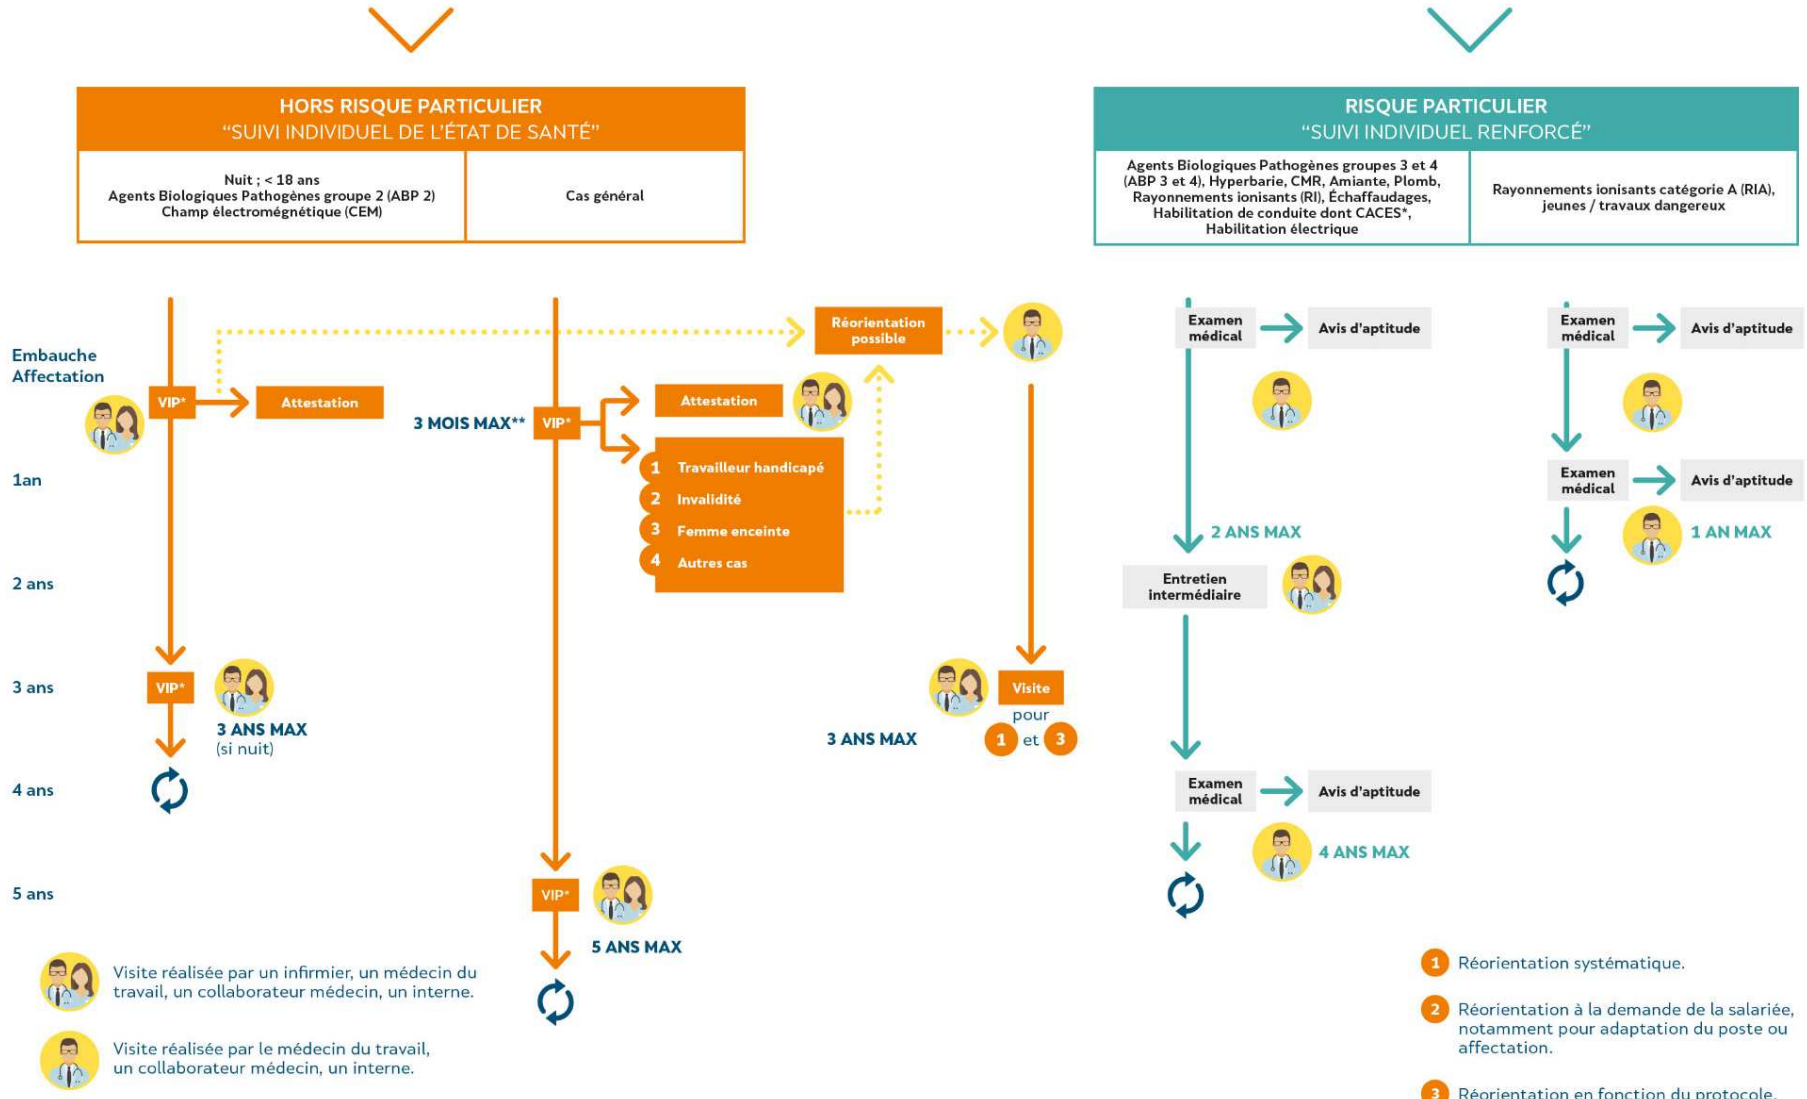 HORS RISQUE PARTICULIER
“SUIVI INDIVIDUEL DE L’ÉTAT DE SANTÉ”
Nuit ; < 18 ans
Agents Biologiques Pathogènes groupe 2 (ABP 2)
Champ électromégnétique (CEM)
Cas général
RISQUE PARTICULIER
“SUIVI INDIVIDUEL RENFORCÉ”
Agents Biologiques Pathogènes groupes 3 et 4
(ABP 3 et 4), Hyperbarie, CMR, Amiante, Plomb,
Rayonnements ionisants (RI), Échaffaudages,
Habilitation de conduite dont CACES*,
Habilitation électrique
Rayonnements ionisants catégorie A (RIA),
jeunes / travaux dangereux
Embauche
Affectation
1an
2 ans
3 ans
4 ans
5 ans
VIP*
Attestation
VIP*
3 ANS MAX
(si nuit)
3 MOIS MAX**
VIP*
Attestation
1 Travailleur handicapé
2 Invalidité
3 Femme enceinte
4 Autres cas
VIP*
5 ANS MAX
Réorientation
possible
Visite
pour
1 et 3
3 ANS MAX
Examen
médical
Avis d’aptitude
2 ANS MAX
Entretien
intermédiaire
Examen
médical
Avis d’aptitude
4 ANS MAX
Examen
médical
Avis d’aptitude
Examen
médical
Avis d’aptitude
1 AN MAX
Visite réalisée par un infirmier, un médecin du
travail, un collaborateur médecin, un interne.
Visite réalisée par le médecin du travail,
un collaborateur médecin, un interne.
1 Réorientation systématique.
2 Réorientation à la demande de la salariée,
notamment pour adaptation du poste ou
affectation.
3 Réorientation en fonction du protocole.